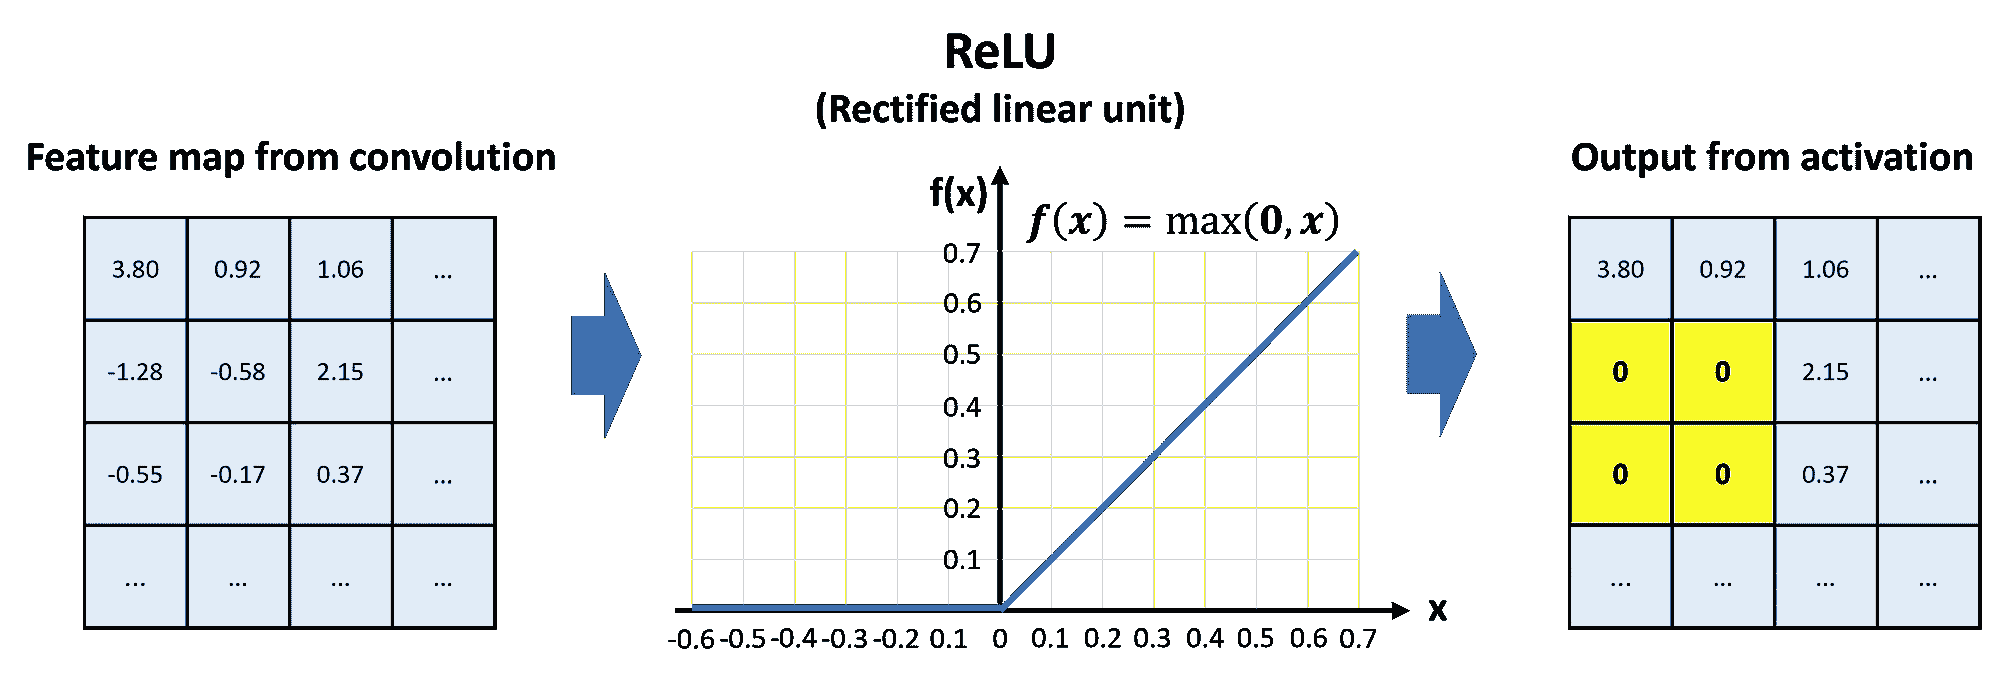 ReLU
(Rectified linear unit)
Feature map from convolution
3.80 0.92 1.06 ...
-1.28 -0.58 2.15 ...
-0.55 -0.17 0.37 ...
... ... ... ...
f(x)
f(x) = max(0, x)
0.7
0.6
0.5
0.4
0.3
0.2
0.1
-0.6 -0.5 -0.4 -0.3 -0.2 0.1 0 0.1 0.2 0.3 0.4 0.5 0.6 0.7
x
Output from activation
3.80 0.92 1.06 ...
0 0 2.15 ...
0 0 0.37 ...
... ... ... ...